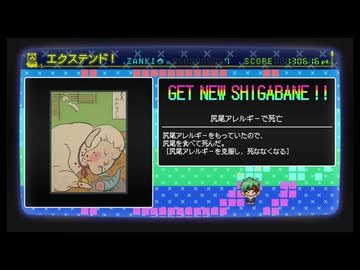 エクステンド!
ZANKI
SCORE 130616 pt.
GET NEW SHIGABANE!!
尻尾アレルギーで死亡
尻尾アレルギーをもっていたので、
尻尾を食べて死んだ。
【尻尾アレルギーを克服し、死ななくなる】